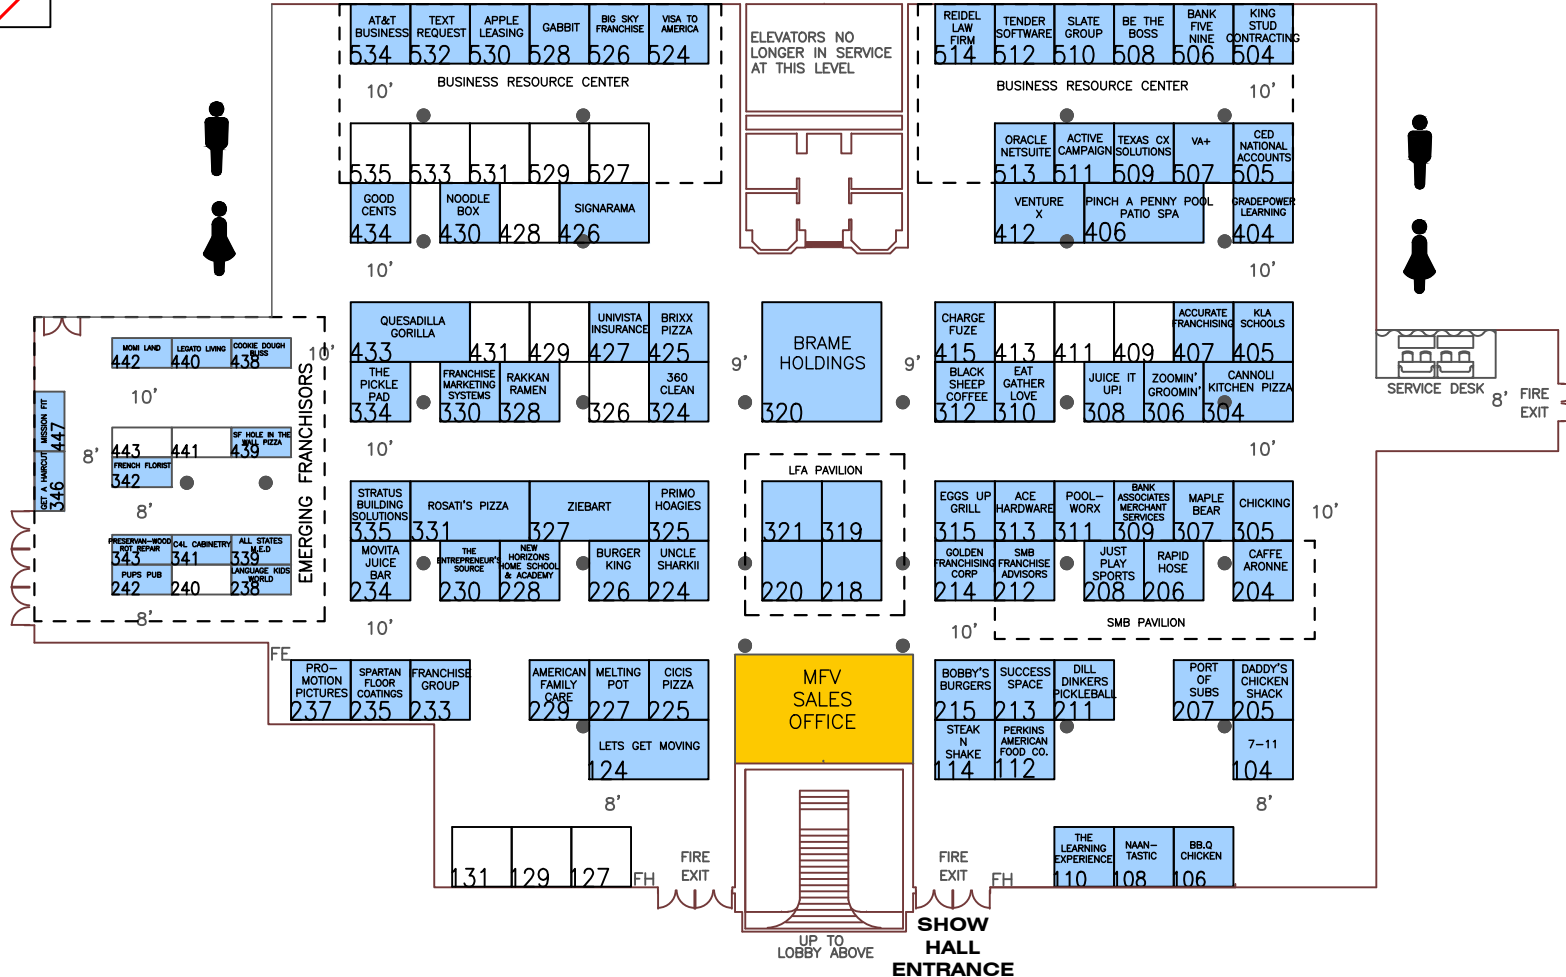 AT&T
BUSINESS
534
TEXT
REQUEST
532
APPLE
LEASING
530
GABBIT
528
BIG SKY
FRANCHISE
526
VISA TO
AMERICA
524
ELEVATORS NO
LONGER IN SERVICE
AT THIS LEVEL
REIDEL
LAW
FIRM
514
TENDER
SOFTWARE
512
SLATE
GROUP
510
BE THE
BOSS
508
BANK
FIVE
NINE
506
KING
STUD
CONTRACTING
504
10'
BUSINESS RESOURCE CENTER
BUSINESS RESOURCE CENTER
10'
535
533
531
529
527
ORACLE
NETSUITE
513
ACTIVE
CAMPAIGN
511
TEXAS CX
SOLUTIONS
509
VA+
507
CED
NATIONAL
ACCOUNTS
505
GOOD
CENTS
434
NOODLE
BOX
430
428
SIGNARAMA
426
VENTURE
X
412
PINCH A PENNY POOL
PATIO SPA
406
GRADEPOWER
LEARNING
404
10'
10'
QUESADILLA
GORILLA
433
431
429
UNIVISTA
INSURANCE
427
BRIXX
PIZZA
425
BRAME
HOLDINGS
320
CHARGE
FUZE
415
413
411
409
ACCURATE
FRANCHISING
407
KLA
SCHOOLS
405
9'
9'
THE
PICKLE
PAD
334
FRANCHISE
MARKETING
SYSTEMS
330
RAKKAN
RAMEN
328
326
360
CLEAN
324
BLACK
SHEEP
COFFEE
312
EAT
GATHER
LOVE
310
JUICE IT
UP!
308
ZOOMIN'
GROOMIN'
306
CANNOLI
KITCHEN PIZZA
304
SERVICE DESK
8'
FIRE
EXIT
MOMI LAND
442
LEGATO LIVING
440
COOKIE DOUGH
BLISS
438
10'
10'
MISSION FIT
447
443
441
SF HOLE IN THE
WALL PIZZA
439
8'
FRENCH FLORIST
342
GET A HAIRCUT
346
8'
EMERGING FRANCHISORS
PRESERVAN-WOOD
ROT REPAIR
343
C4L CABINETRY
341
ALL STATES
M.E.D
339
PUPS PUB
242
240
LANGUAGE KIDS
WORLD
238
8'
10'
10'
LFA PAVILION
STRATUS
BUILDING
SOLUTIONS
335
ROSATI'S PIZZA
331
ZIEBART
327
PRIMO
HOAGIES
325
321
319
EGGS UP
GRILL
315
ACE
HARDWARE
313
POOL-
WORX
311
BANK
ASSOCIATES
MERCHANT
SERVICES
309
MAPLE
BEAR
307
CHICKING
305
10'
MOVITA
JUICE
BAR
234
THE
ENTREPRENEUR'S
SOURCE
230
NEW
HORIZONS
HOME SCHOOL
& ACADEMY
228
BURGER
KING
226
UNCLE
SHARKII
224
220
218
GOLDEN
FRANCHISING
CORP
214
SMB
FRANCHISE
ADVISORS
212
JUST
PLAY
SPORTS
208
RAPID
HOSE
206
CAFFE
ARONNE
204
10'
10'
SMB PAVILION
FE
PRO-
MOTION
PICTURES
237
SPARTAN
FLOOR
COATINGS
235
FRANCHISE
GROUP
233
AMERICAN
FAMILY
CARE
229
MELTING
POT
227
CICIS
PIZZA
225
MFV
SALES
OFFICE
BOBBY'S
BURGERS
215
SUCCESS
SPACE
213
DILL
DINKERS
PICKLEBALL
211
PORT
OF
SUBS
207
DADDY'S
CHICKEN
SHACK
205
LETS GET MOVING
124
STEAK
N
SHAKE
114
PERKINS
AMERICAN
FOOD CO.
112
7-11
104
8'
8'
131
129
127
FH
FIRE
EXIT
FIRE
EXIT
FH
THE
LEARNING
EXPERIENCE
110
NAAN-
TASTIC
108
BB.Q
CHICKEN
106
UP TO
LOBBY ABOVE
SHOW
HALL
ENTRANCE